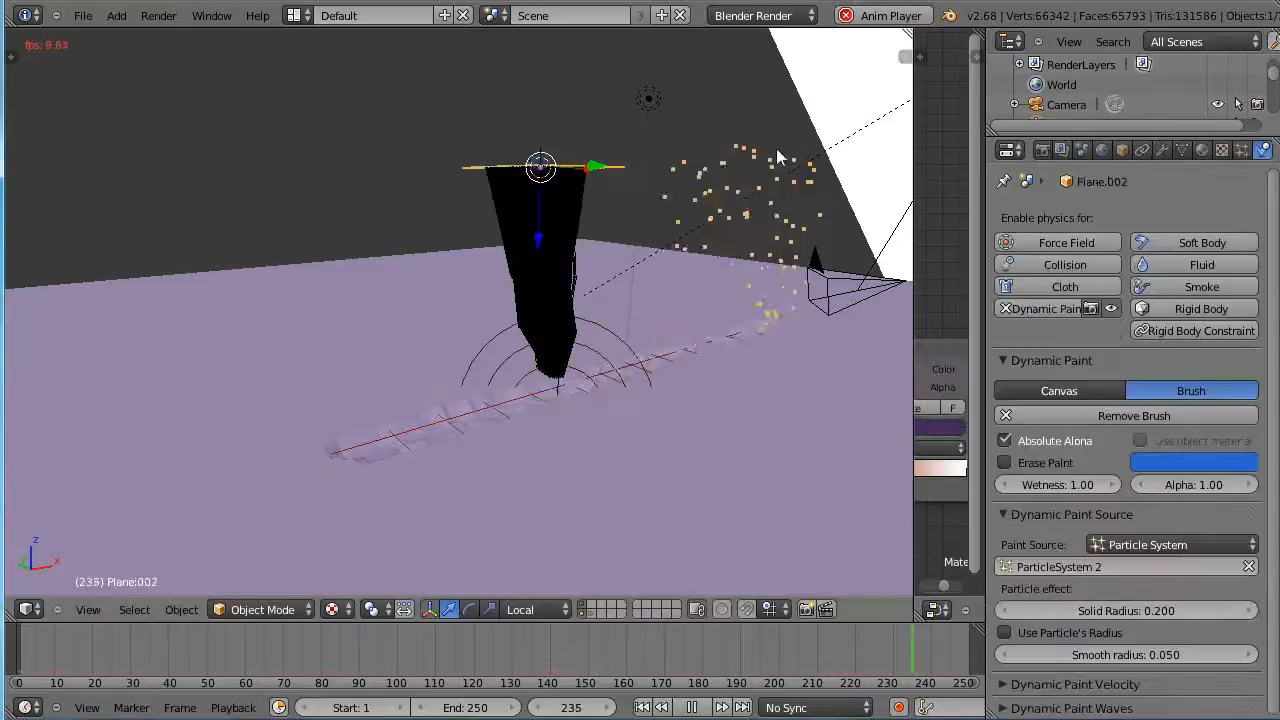 File Add Render Window Help Default Scene 3 Blender Render Anim Player v2.68 | Verts:66342 | Faces:65793 | Tris:131586 | Objects:1/
fps: 9.64
View Search All Scenes
RenderLayers |
World
Camera |
Plane.002
Enable physics for:
Force Field Soft Body
Collision Fluid
Cloth Smoke
Dynamic Pain Rigid Body
Rigid Body Constraint
Dynamic Paint
Color
Alpha
Canvas Brush
F
Remove Brush
Absolute Alpha Use object materia
Erase Paint
Wetness: 1.00 Alpha: 1.00
Dynamic Paint Source
Paint Source: Particle System
z
x
Mate
ParticleSystem 2
(236) Plane.002
Particle effect:
View Select Object Object Mode Local
Solid Radius: 0.200
Use Particle's Radius
Smooth radius: 0.050
0 10 20 30 40 50 60 70 80 90 100 110 120 130 140 150 160 170 180 190 200 210 220 230 240 250
Dynamic Paint Velocity
View Marker Frame Playback Start: 1 End: 250 235 No Sync
Dynamic Paint Waves